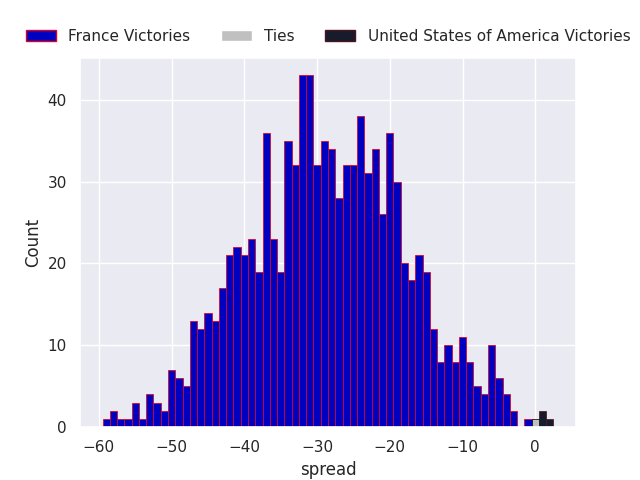 France Victories Ties United States of America Victories
40
30
20
10
0
Count
−60 −50 −40 −30 −20 −10 0
spread